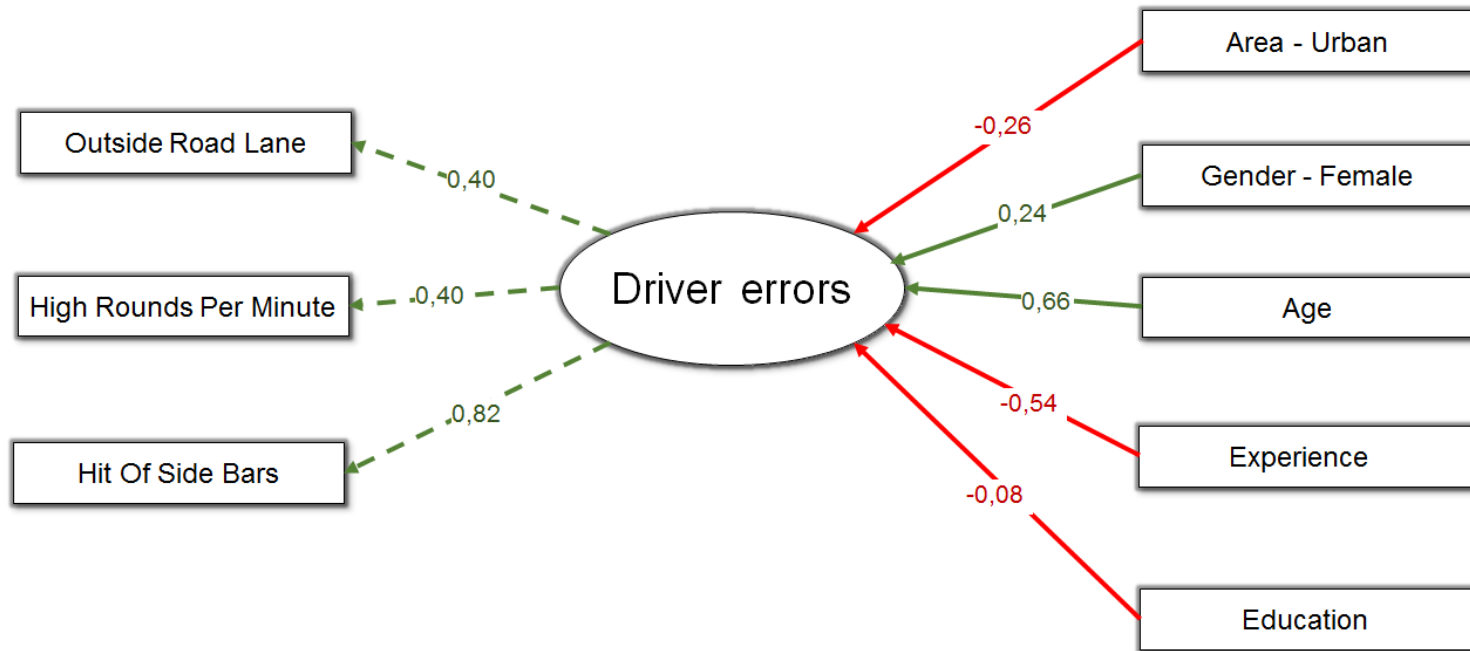 Area - Urban
-0,26
Outside Road Lane
0,40
Gender - Female
0,24
High Rounds Per Minute
0,40
Driver errors
0,66
Age
Hit Of Side Bars
0,82
-0,54
Experience
-0,08
Education